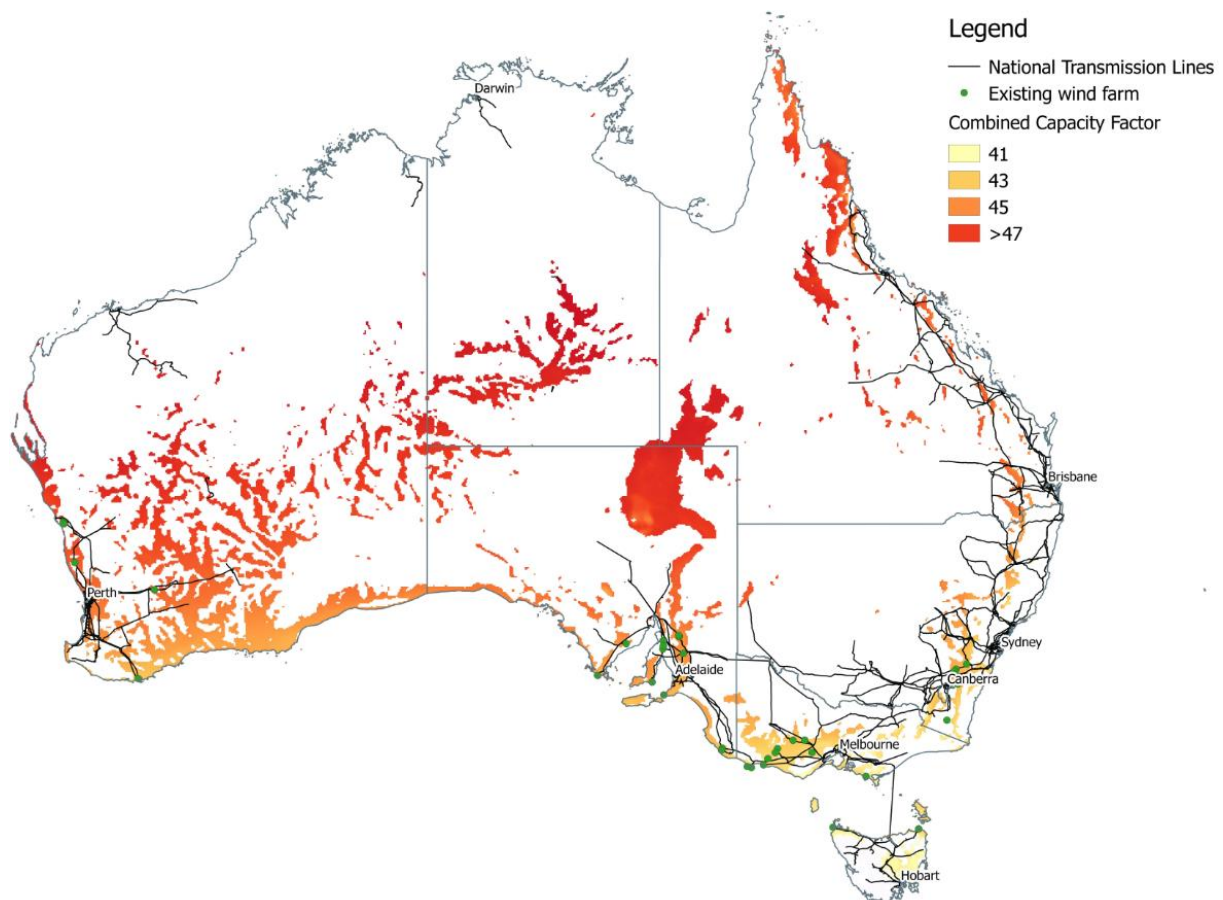 Legend
National Transmission Lines
Existing wind farm
Combined Capacity Factor
41
43
45
>47
Darwin
Brisbane
Perth
Sydney
Adelaide
Canberra
Melbourne
Hobart